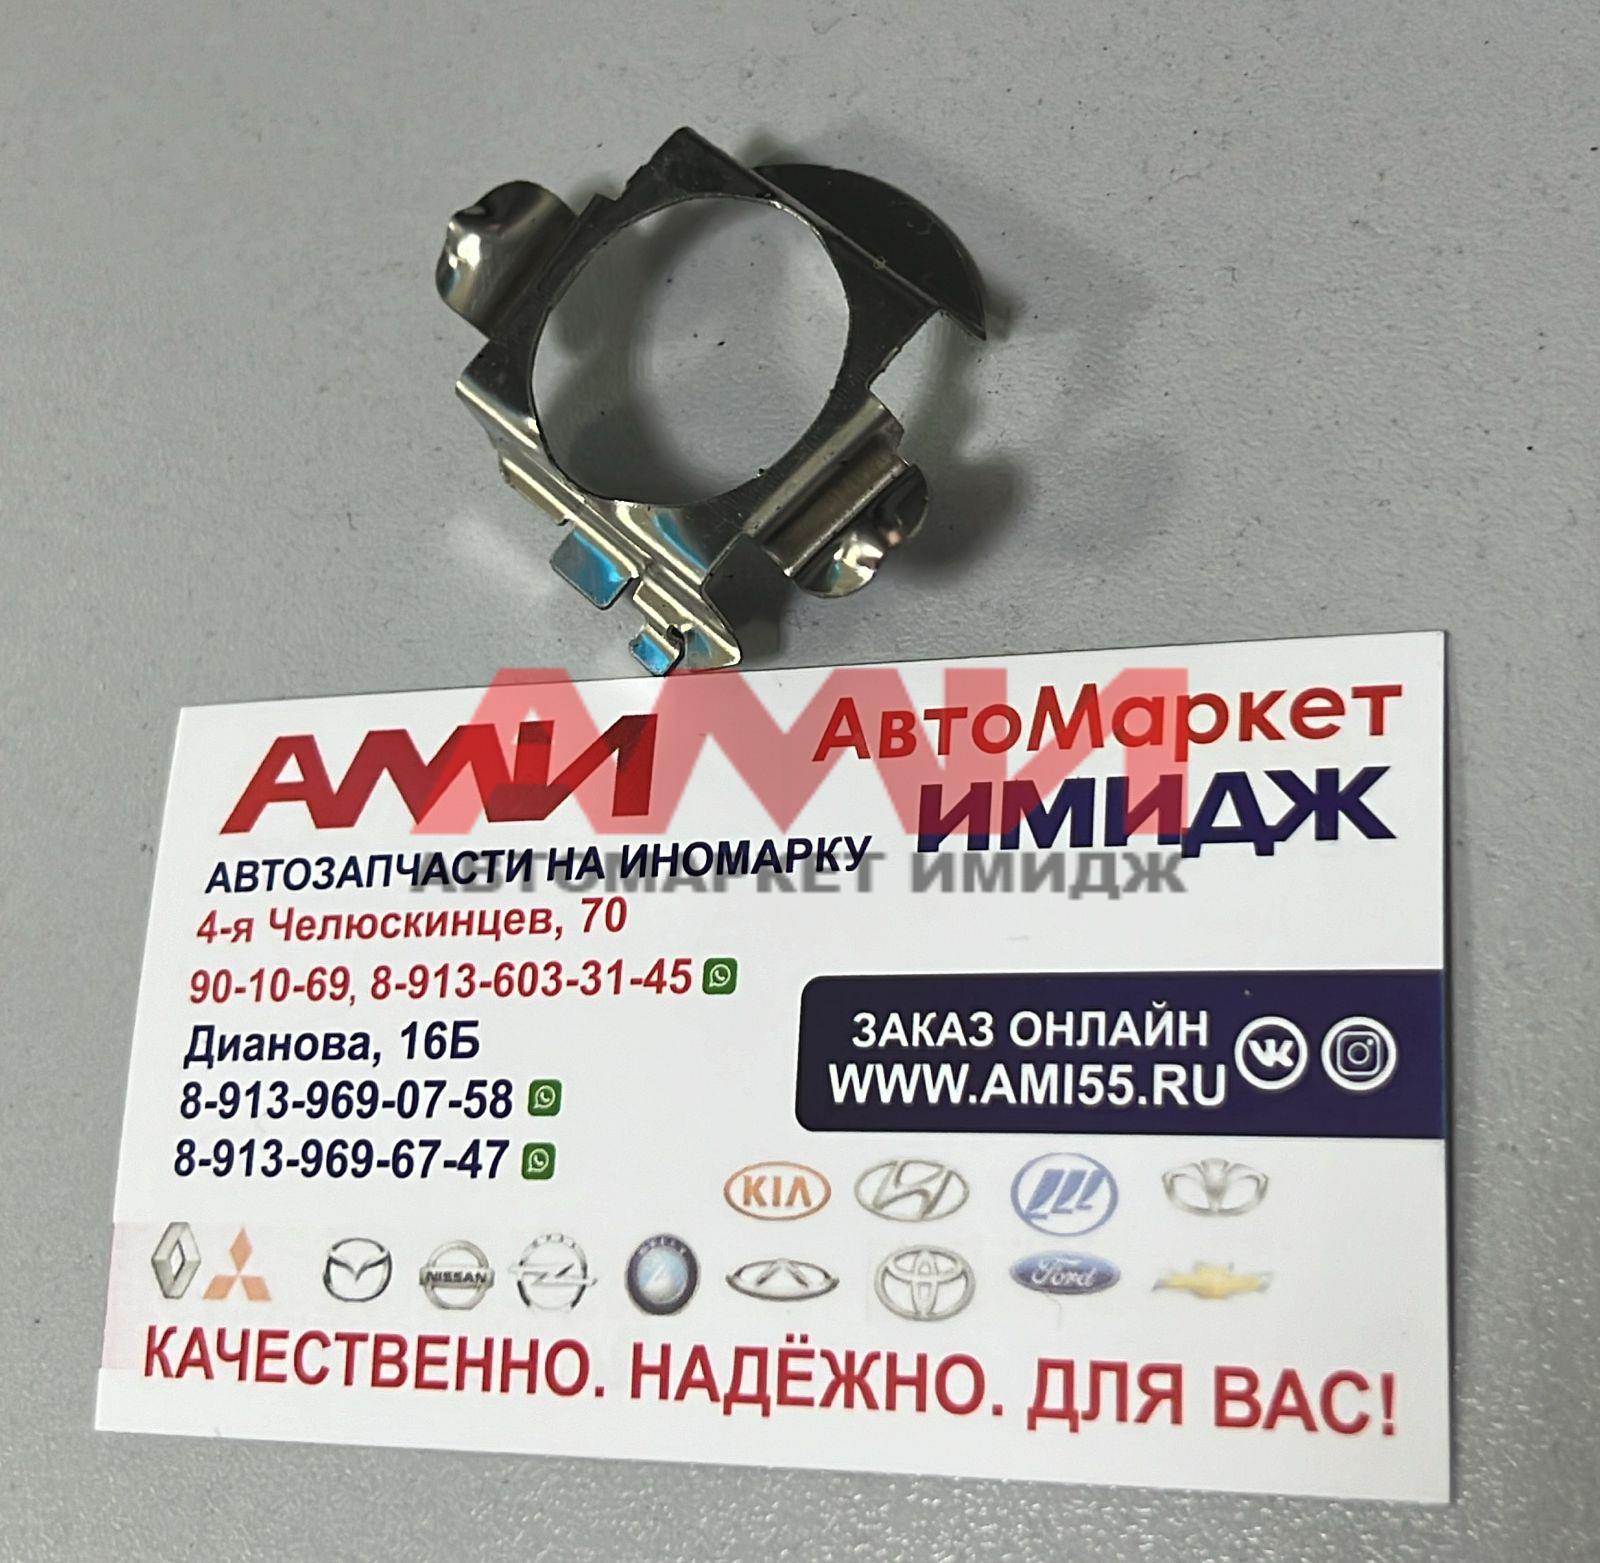 АМИ
АвтоМаркет
ИМИДЖ
АМИ
АВТОМАРКЕТ ИМИДЖ
АВТОЗАПЧАСТИ НА ИНОМАРКУ
4-я Челюскинцев, 70
90-10-69, 8-913-603-31-45
Дианова, 16Б
8-913-969-07-58
8-913-969-67-47
ЗАКАЗ ОНЛАЙН
WWW.AMI55.RU
KIA
NISSAN
Ford
КАЧЕСТВЕННО. НАДЁЖНО. ДЛЯ ВАС!